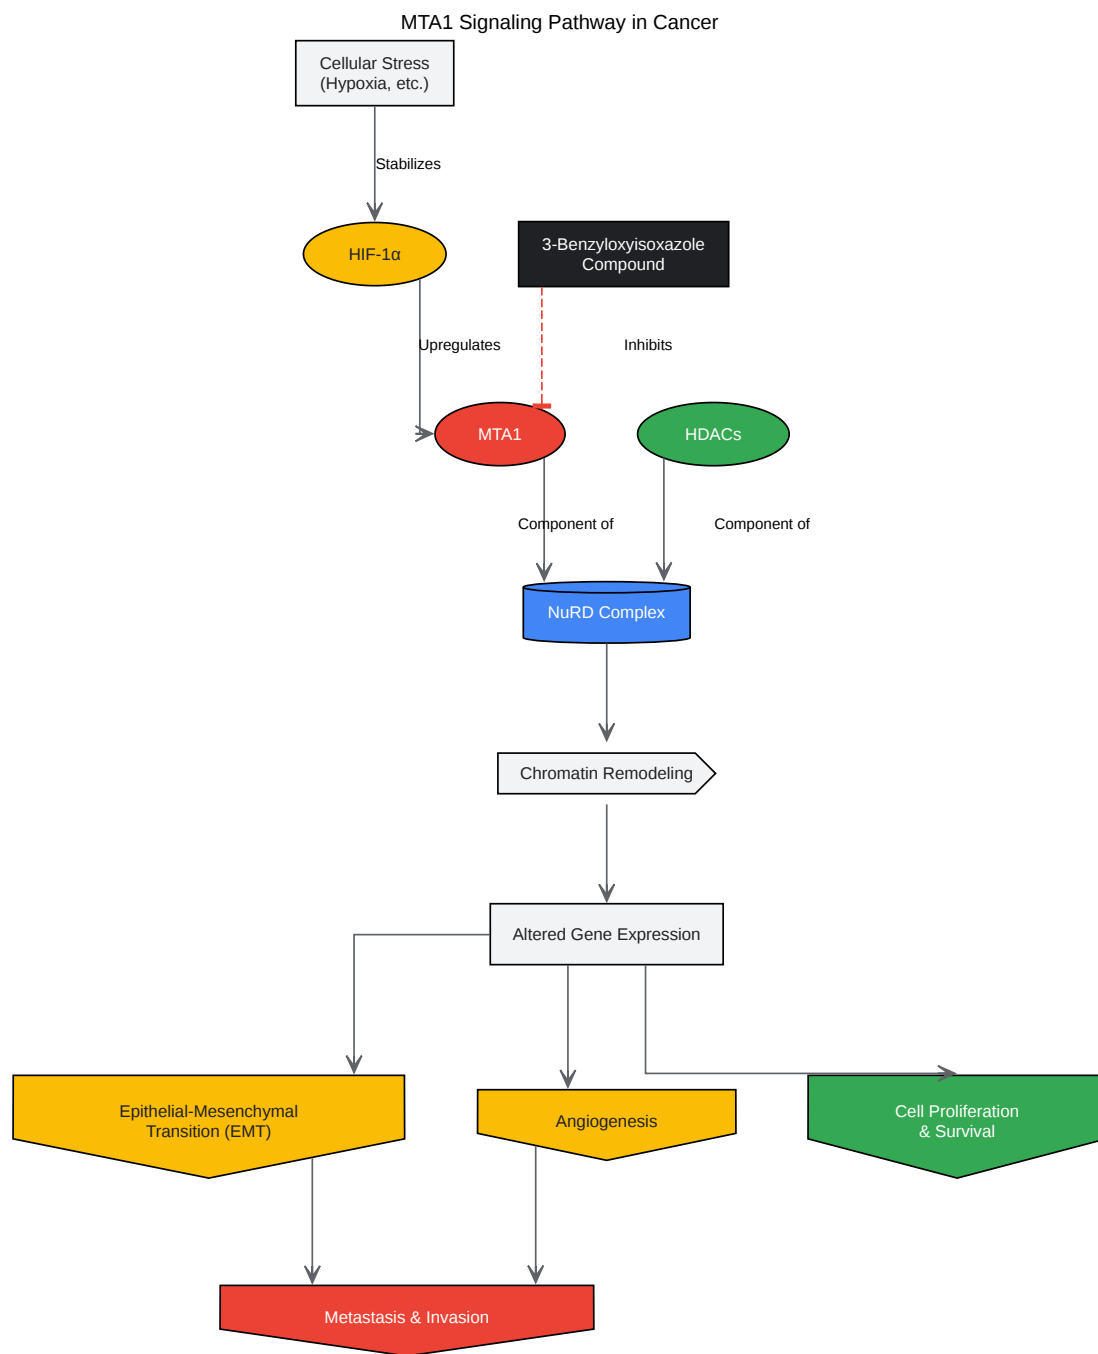 MTA1 Signaling Pathway in Cancer
Cellular Stress
(Hypoxia, etc.)
Stabilizes
HIF-1α
3-Benzyloxyisoxazole
Compound
Upregulates
Inhibits
MTA1
HDACs
Component of
Component of
NuRD Complex
Chromatin Remodeling
Altered Gene Expression
Epithelial-Mesenchymal
Transition (EMT)
Angiogenesis
Cell Proliferation
& Survival
Metastasis & Invasion